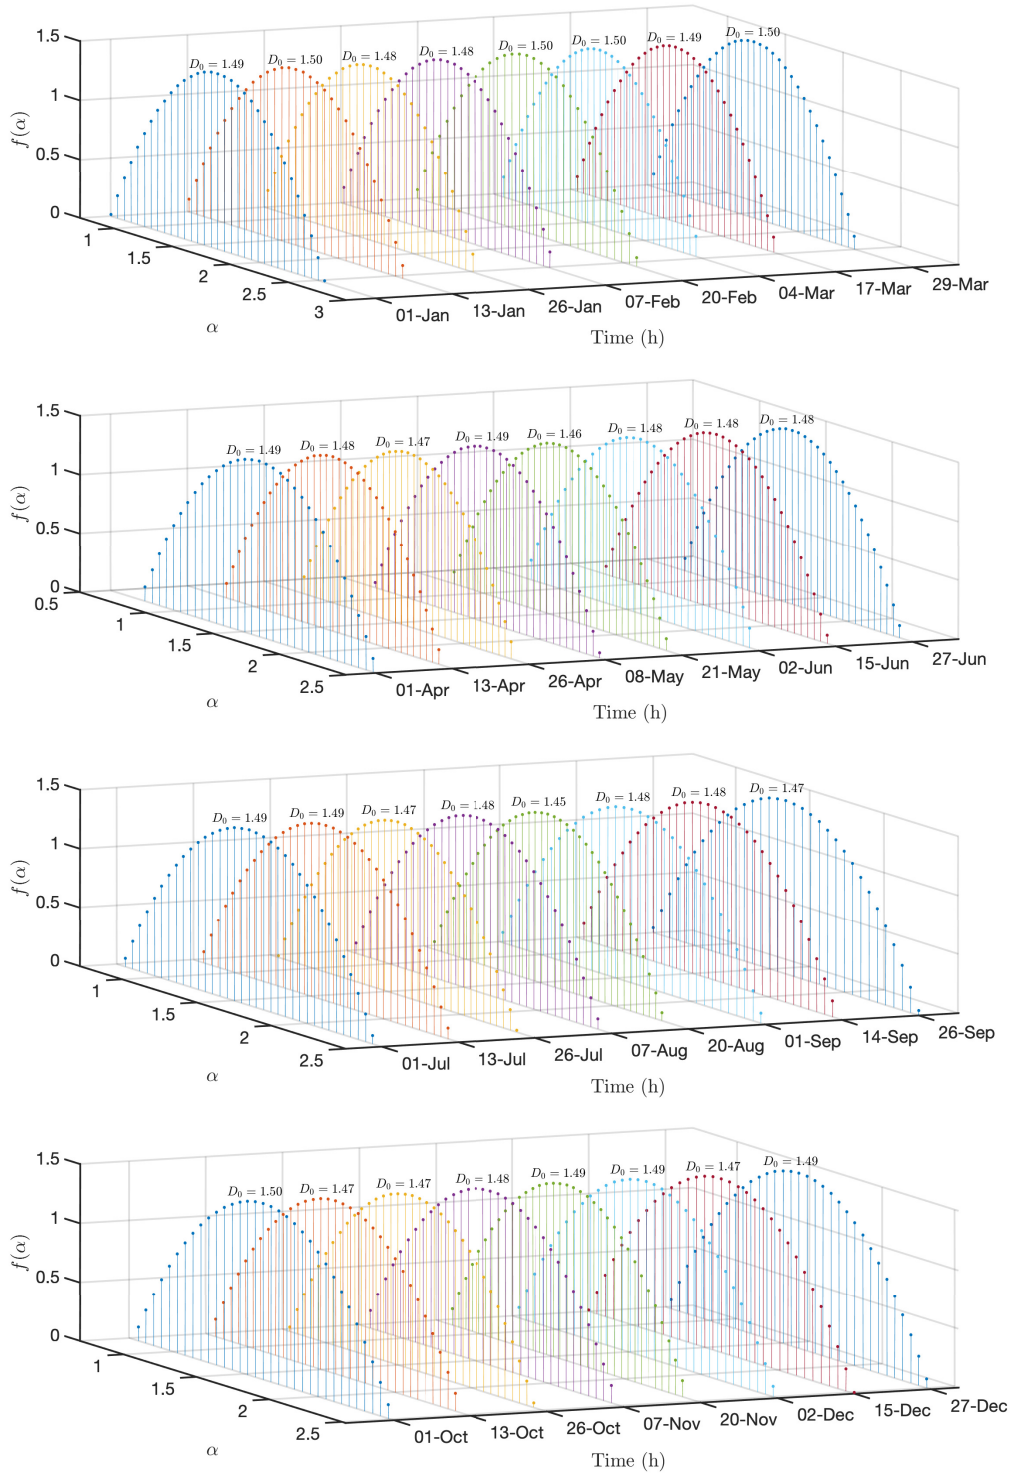 D₀ = 1.49
D₀ = 1.50
D₀ = 1.48
D₀ = 1.48
D₀ = 1.50
D₀ = 1.50
D₀ = 1.49
D₀ = 1.50
1.5
1
0.5
0
f(α)
1
1.5
2
2.5
3
α
01-Jan
13-Jan
26-Jan
07-Feb
20-Feb
04-Mar
17-Mar
29-Mar
Time (h)
D₀ = 1.49
D₀ = 1.48
D₀ = 1.47
D₀ = 1.49
D₀ = 1.46
D₀ = 1.48
D₀ = 1.48
D₀ = 1.48
1.5
1
0.5
0
f(α)
0.5
1
1.5
2
2.5
α
01-Apr
13-Apr
26-Apr
08-May
21-May
02-Jun
15-Jun
27-Jun
Time (h)
D₀ = 1.49
D₀ = 1.49
D₀ = 1.47
D₀ = 1.48
D₀ = 1.45
D₀ = 1.48
D₀ = 1.48
D₀ = 1.47
1.5
1
0.5
0
f(α)
1
1.5
2
2.5
α
01-Jul
13-Jul
26-Jul
07-Aug
20-Aug
01-Sep
14-Sep
26-Sep
Time (h)
D₀ = 1.50
D₀ = 1.47
D₀ = 1.47
D₀ = 1.48
D₀ = 1.49
D₀ = 1.49
D₀ = 1.47
D₀ = 1.49
1.5
1
0.5
0
f(α)
1
1.5
2
2.5
α
01-Oct
13-Oct
26-Oct
07-Nov
20-Nov
02-Dec
15-Dec
27-Dec
Time (h)